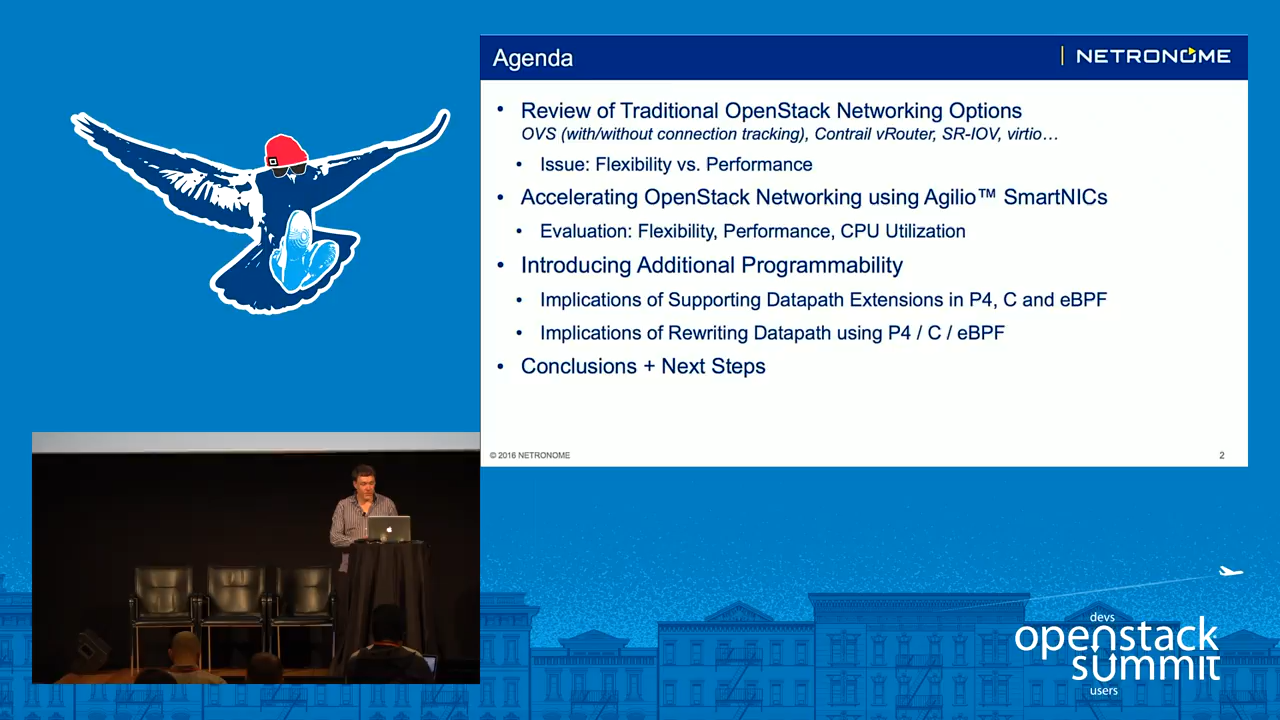 Agenda
NETRONOME
• Review of Traditional OpenStack Networking Options
OVS (with/without connection tracking), Contrail vRouter, SR-IOV, virtio…
• Issue: Flexibility vs. Performance
• Accelerating OpenStack Networking using Agilio™ SmartNICs
• Evaluation: Flexibility, Performance, CPU Utilization
• Introducing Additional Programmability
• Implications of Supporting Datapath Extensions in P4, C and eBPF
• Implications of Rewriting Datapath using P4 / C / eBPF
• Conclusions + Next Steps
© 2016 NETRONOME
2
devs
openstack
summit
users